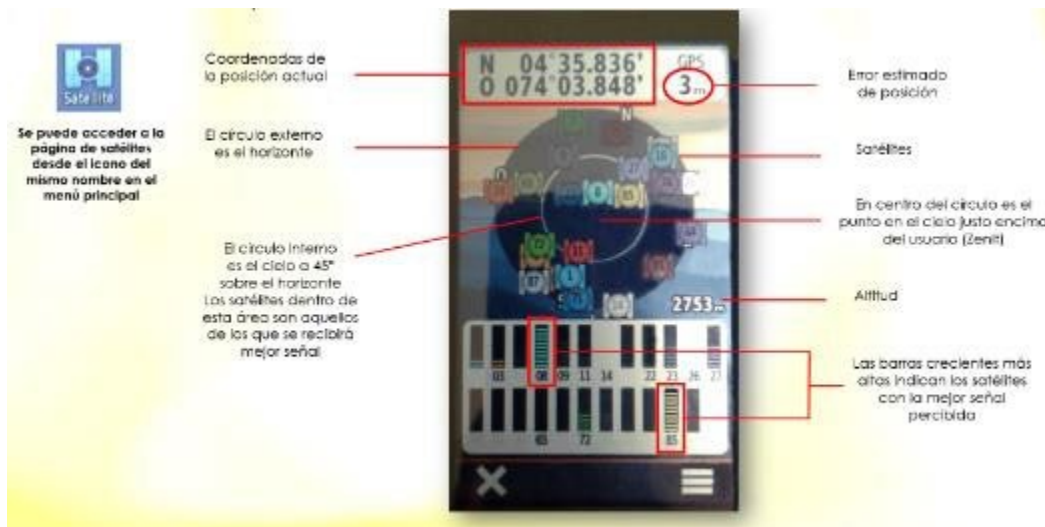 Satellite
Se puede acceder a la
página de satélites
desde el icono del
mismo nombre en el
menú principal
Coordenadas de
la posición actual
El círculo externo
es el horizonte
El círculo interno
es el cielo a 45°
sobre el horizonte
Los satélites dentro de
esta área son aquellos
de los que se recibirá
mejor señal
N 04°35.836'
O 074°03.848'
GPS
3m
N
2753m
03 08 09 11 14 22 23 26 27
65 72 85
Error estimado
de posición
Satélites
En centro del círculo es el
punto en el cielo justo encima
del usuario (Zenit)
Altitud
Las barras crecientes más
altas indican los satélites
con la mejor señal
percibida